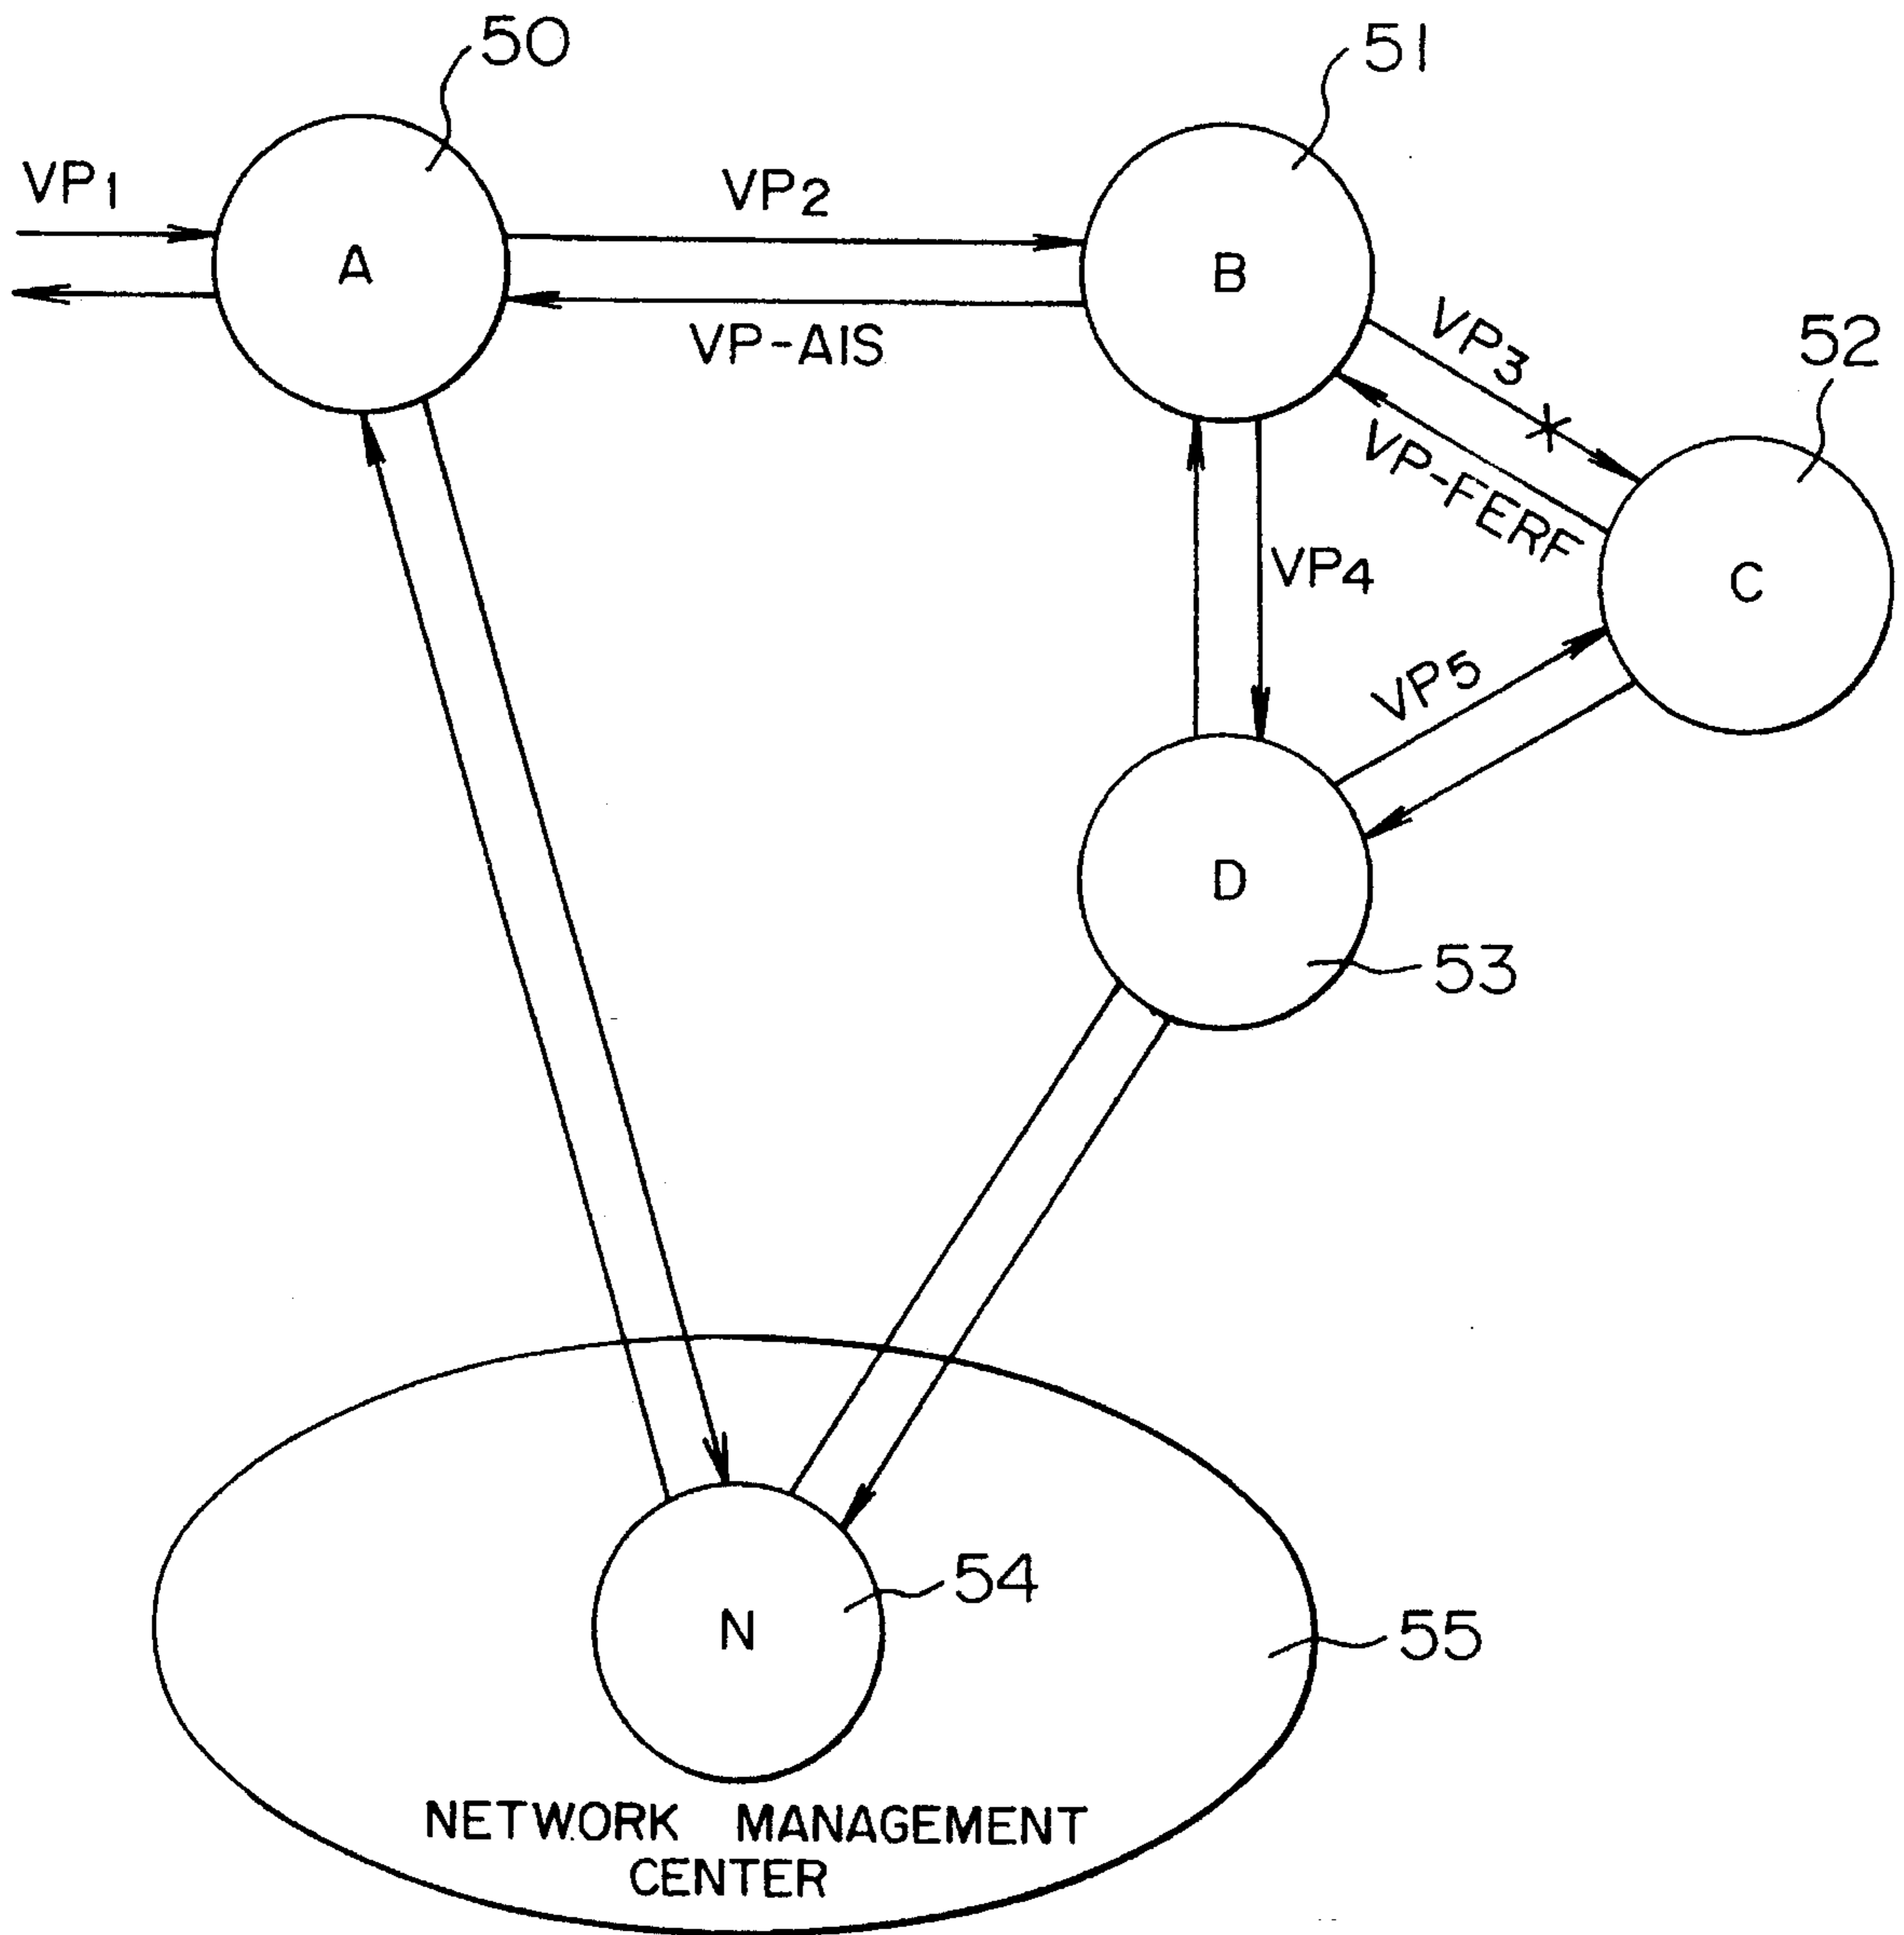 50
51
VP1
VP2
A
B
VP-AIS
VP3
52
VP-FERF
VP4
C
VP5
D
53
54
N
55
NETWORK MANAGEMENT
CENTER